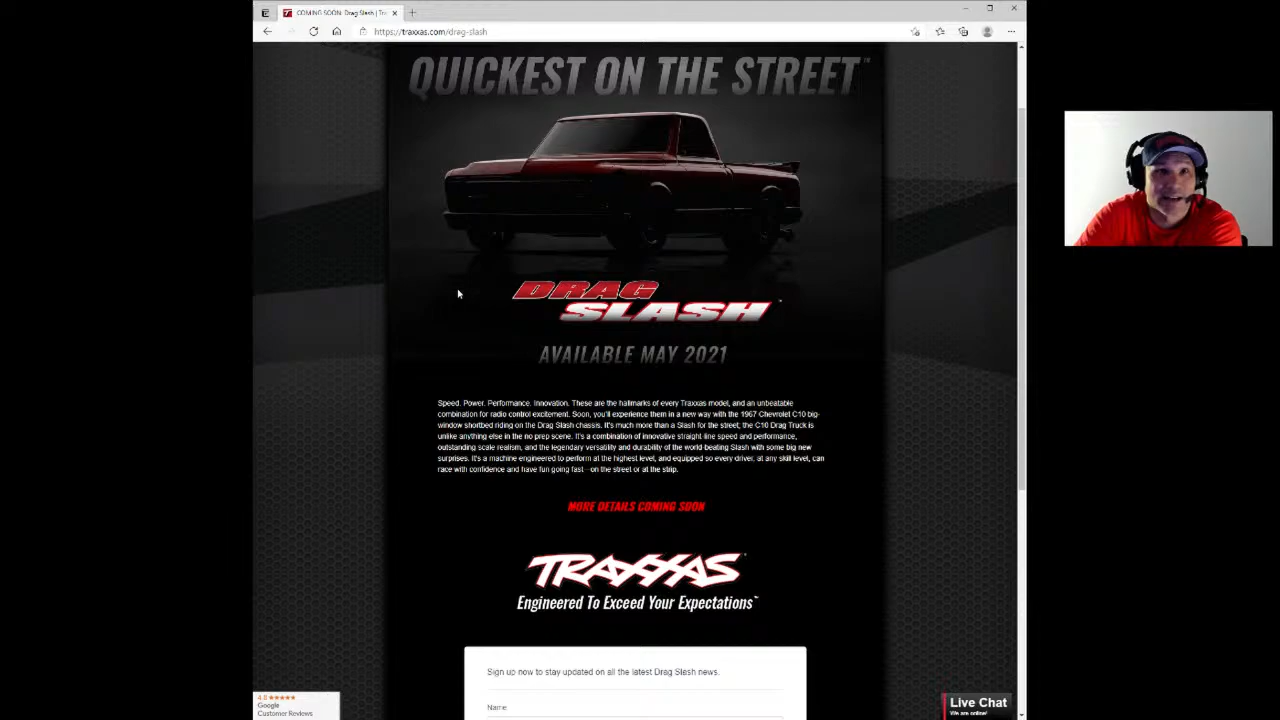 COMING SOON: Drag Slash | Tra
https://traxxas.com/drag-slash
QUICKEST ON THE STREET™
DRAG
SLASH
AVAILABLE MAY 2021
Speed. Power. Performance. Innovation. These are the hallmarks of every Traxxas model, and an unbeatable
combination for radio control excitement. Soon, you'll experience them in a new way with the 1967 Chevrolet C10 big-
window shortbed riding on the Drag Slash chassis. It's much more than a Slash for the street; the C10 Drag Truck is
unlike anything else in the no prep scene. It's a combination of innovative straight-line speed and performance,
outstanding scale realism, and the legendary versatility and durability of the world-beating Slash with some big new
surprises. It's a machine engineered to perform at the highest level, and equipped so every driver, at any skill level, can
race with confidence and have fun going fast—on the street or at the strip.
MORE DETAILS COMING SOON
TRAXXAS
Engineered To Exceed Your Expectations™
Sign up now to stay updated on all the latest Drag Slash news.
Name
4.8 ★★★★★
Google
Customer Reviews
Live Chat
We are online!